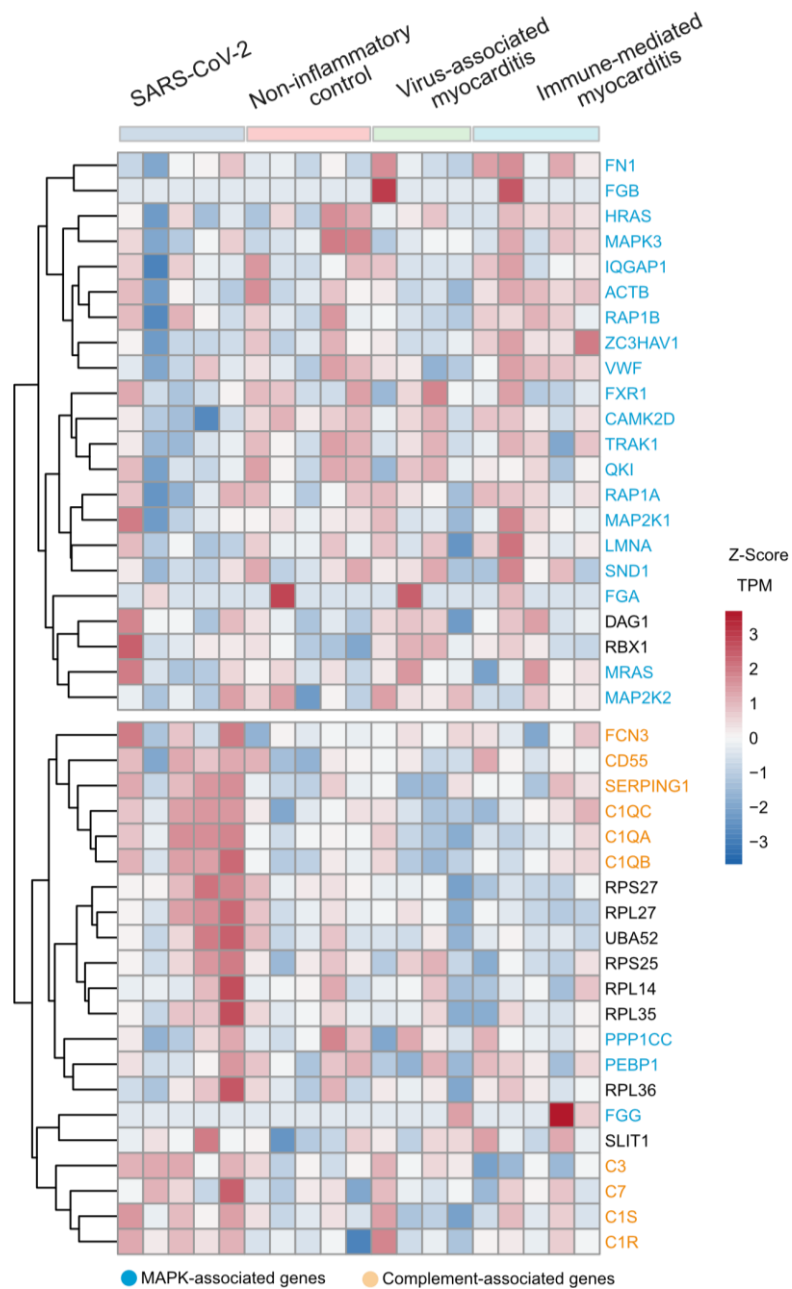 SARS-CoV-2
Non-inflammatory
control
Virus-associated
myocarditis
Immune-mediated
myocarditis
FN1
FGB
HRAS
MAPK3
IQGAP1
ACTB
RAP1B
ZC3HAV1
VWF
FXR1
CAMK2D
TRAK1
QKI
RAP1A
MAP2K1
LMNA
SND1
FGA
DAG1
RBX1
MRAS
MAP2K2
FCN3
CD55
SERPING1
C1QC
C1QA
C1QB
RPS27
RPL27
UBA52
RPS25
RPL14
RPL35
PPP1CC
PEBP1
RPL36
FGG
SLIT1
C3
C7
C1S
C1R
Z-Score
TPM
3
2
1
0
−1
−2
−3
MAPK-associated genes
Complement-associated genes